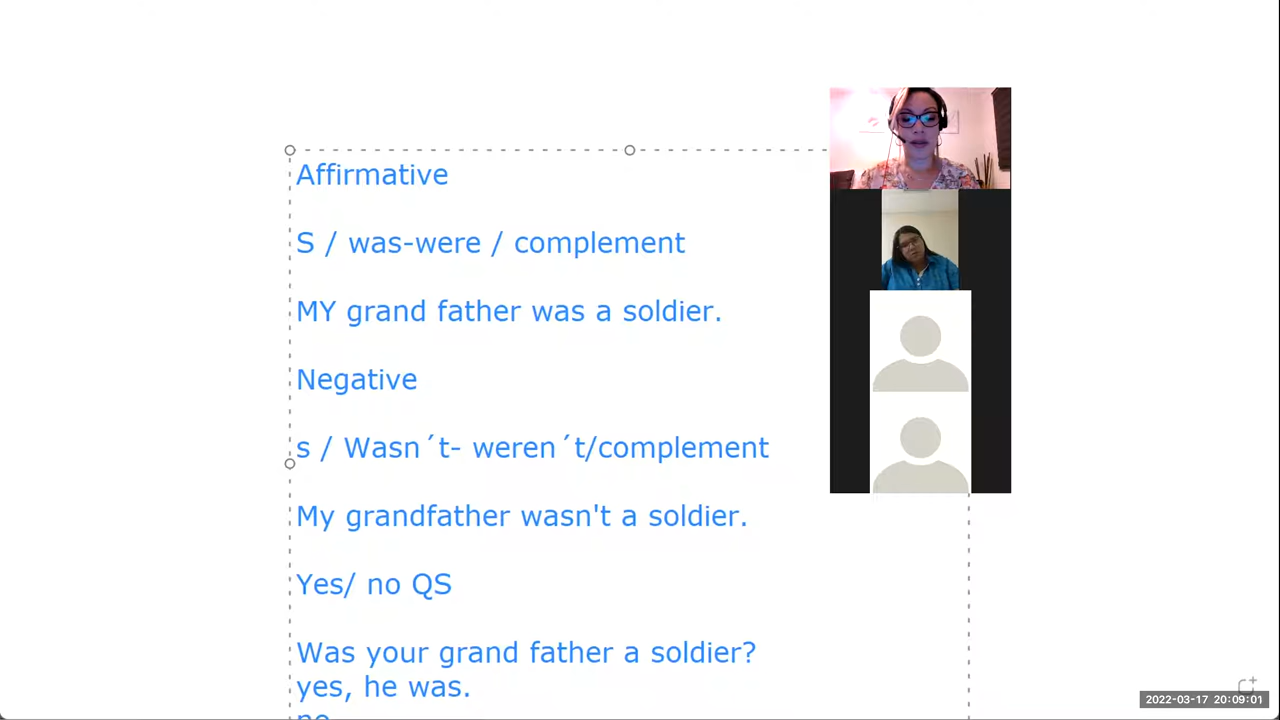 Affirmative
S / was-were / complement
MY grand father was a soldier.
Negative
s / Wasn´t- weren´t/complement
My grandfather wasn't a soldier.
Yes/ no QS
Was your grand father a soldier?
yes, he was.
no
2022-03-17 20:09:01